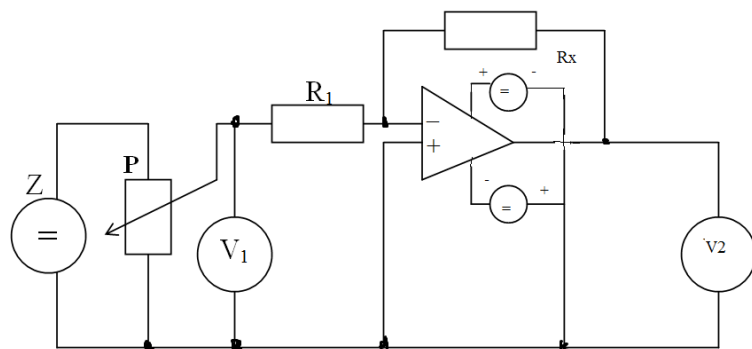 Rx
+
=
-
R₁
−
+
P
Z
=
-
=
+
V₁
V2